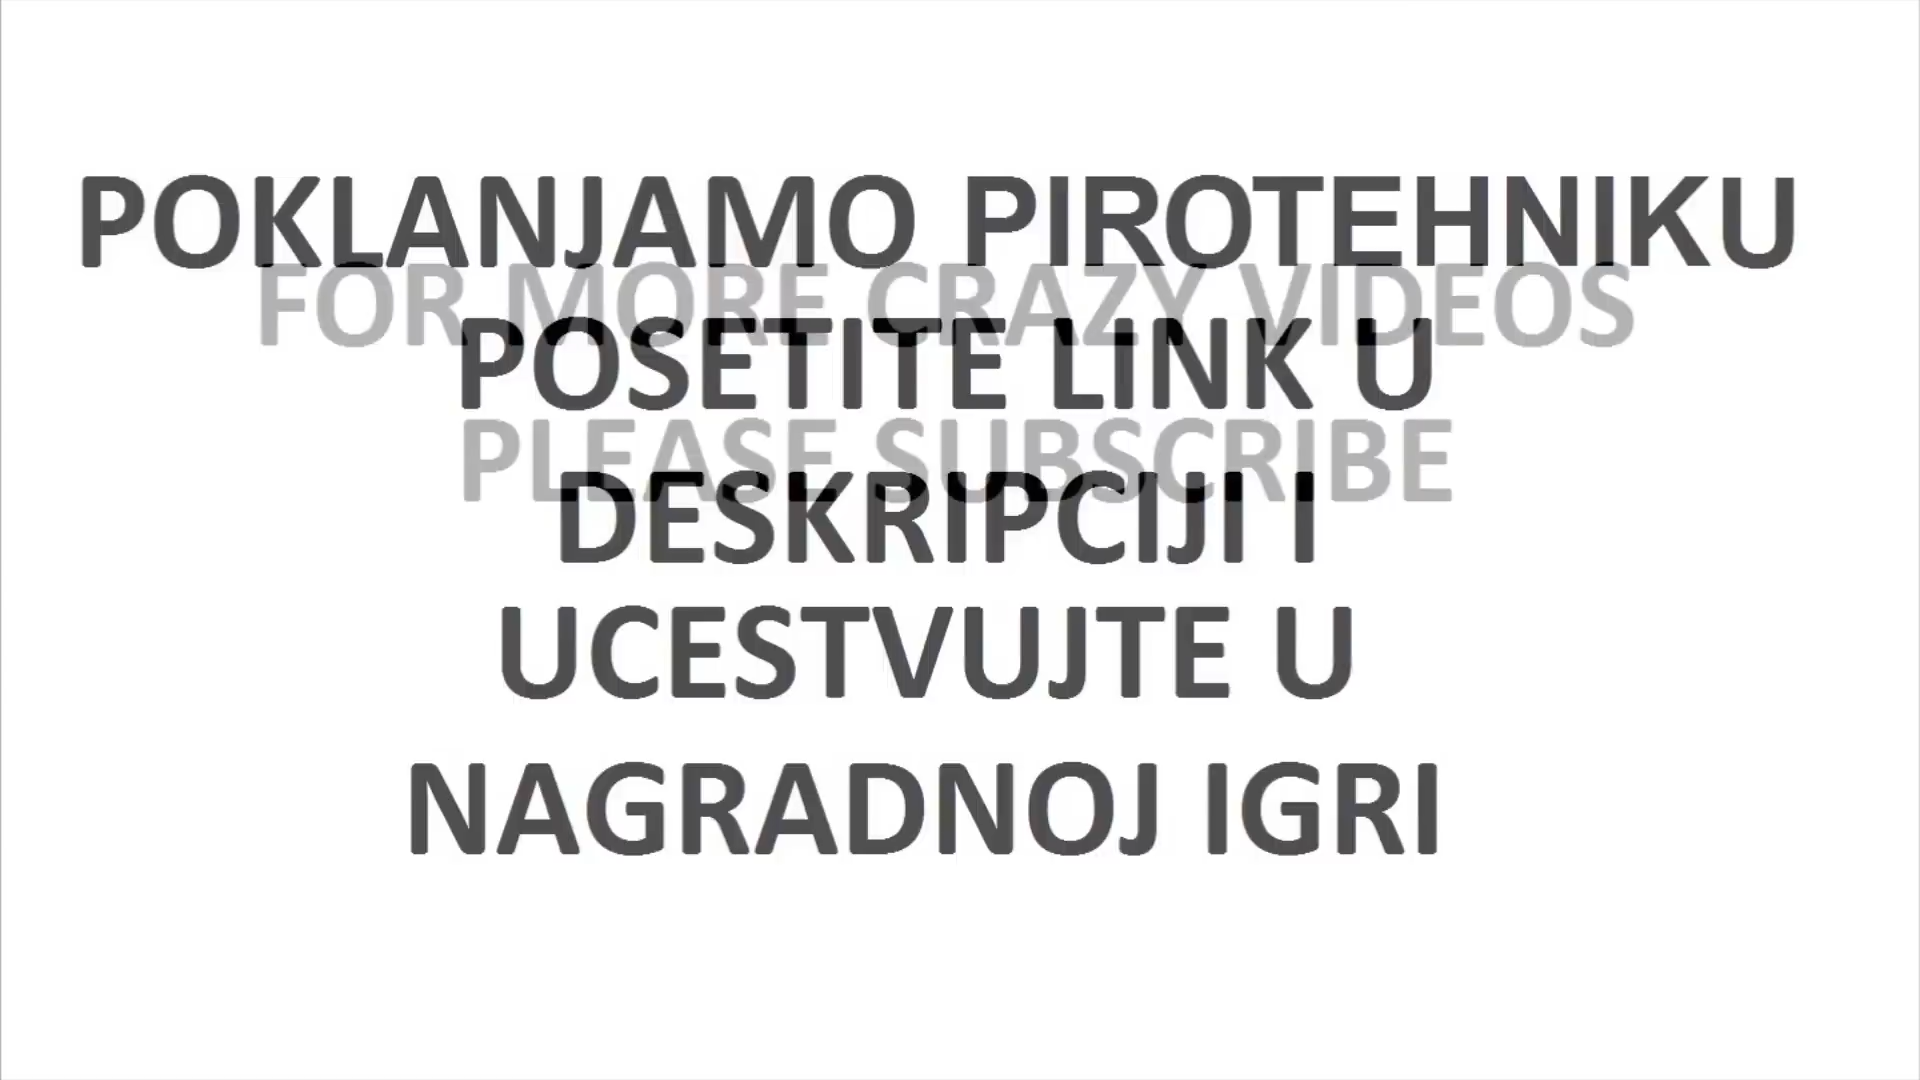 POKLANJAMO PIROTEHNIKU
FOR MORE CRAZY VIDEOS
POSETITE LINK U
PLEASE SUBSCRIBE
DESKRIPCIJI I
UCESTVUJTE U
NAGRADNOJ IGRI